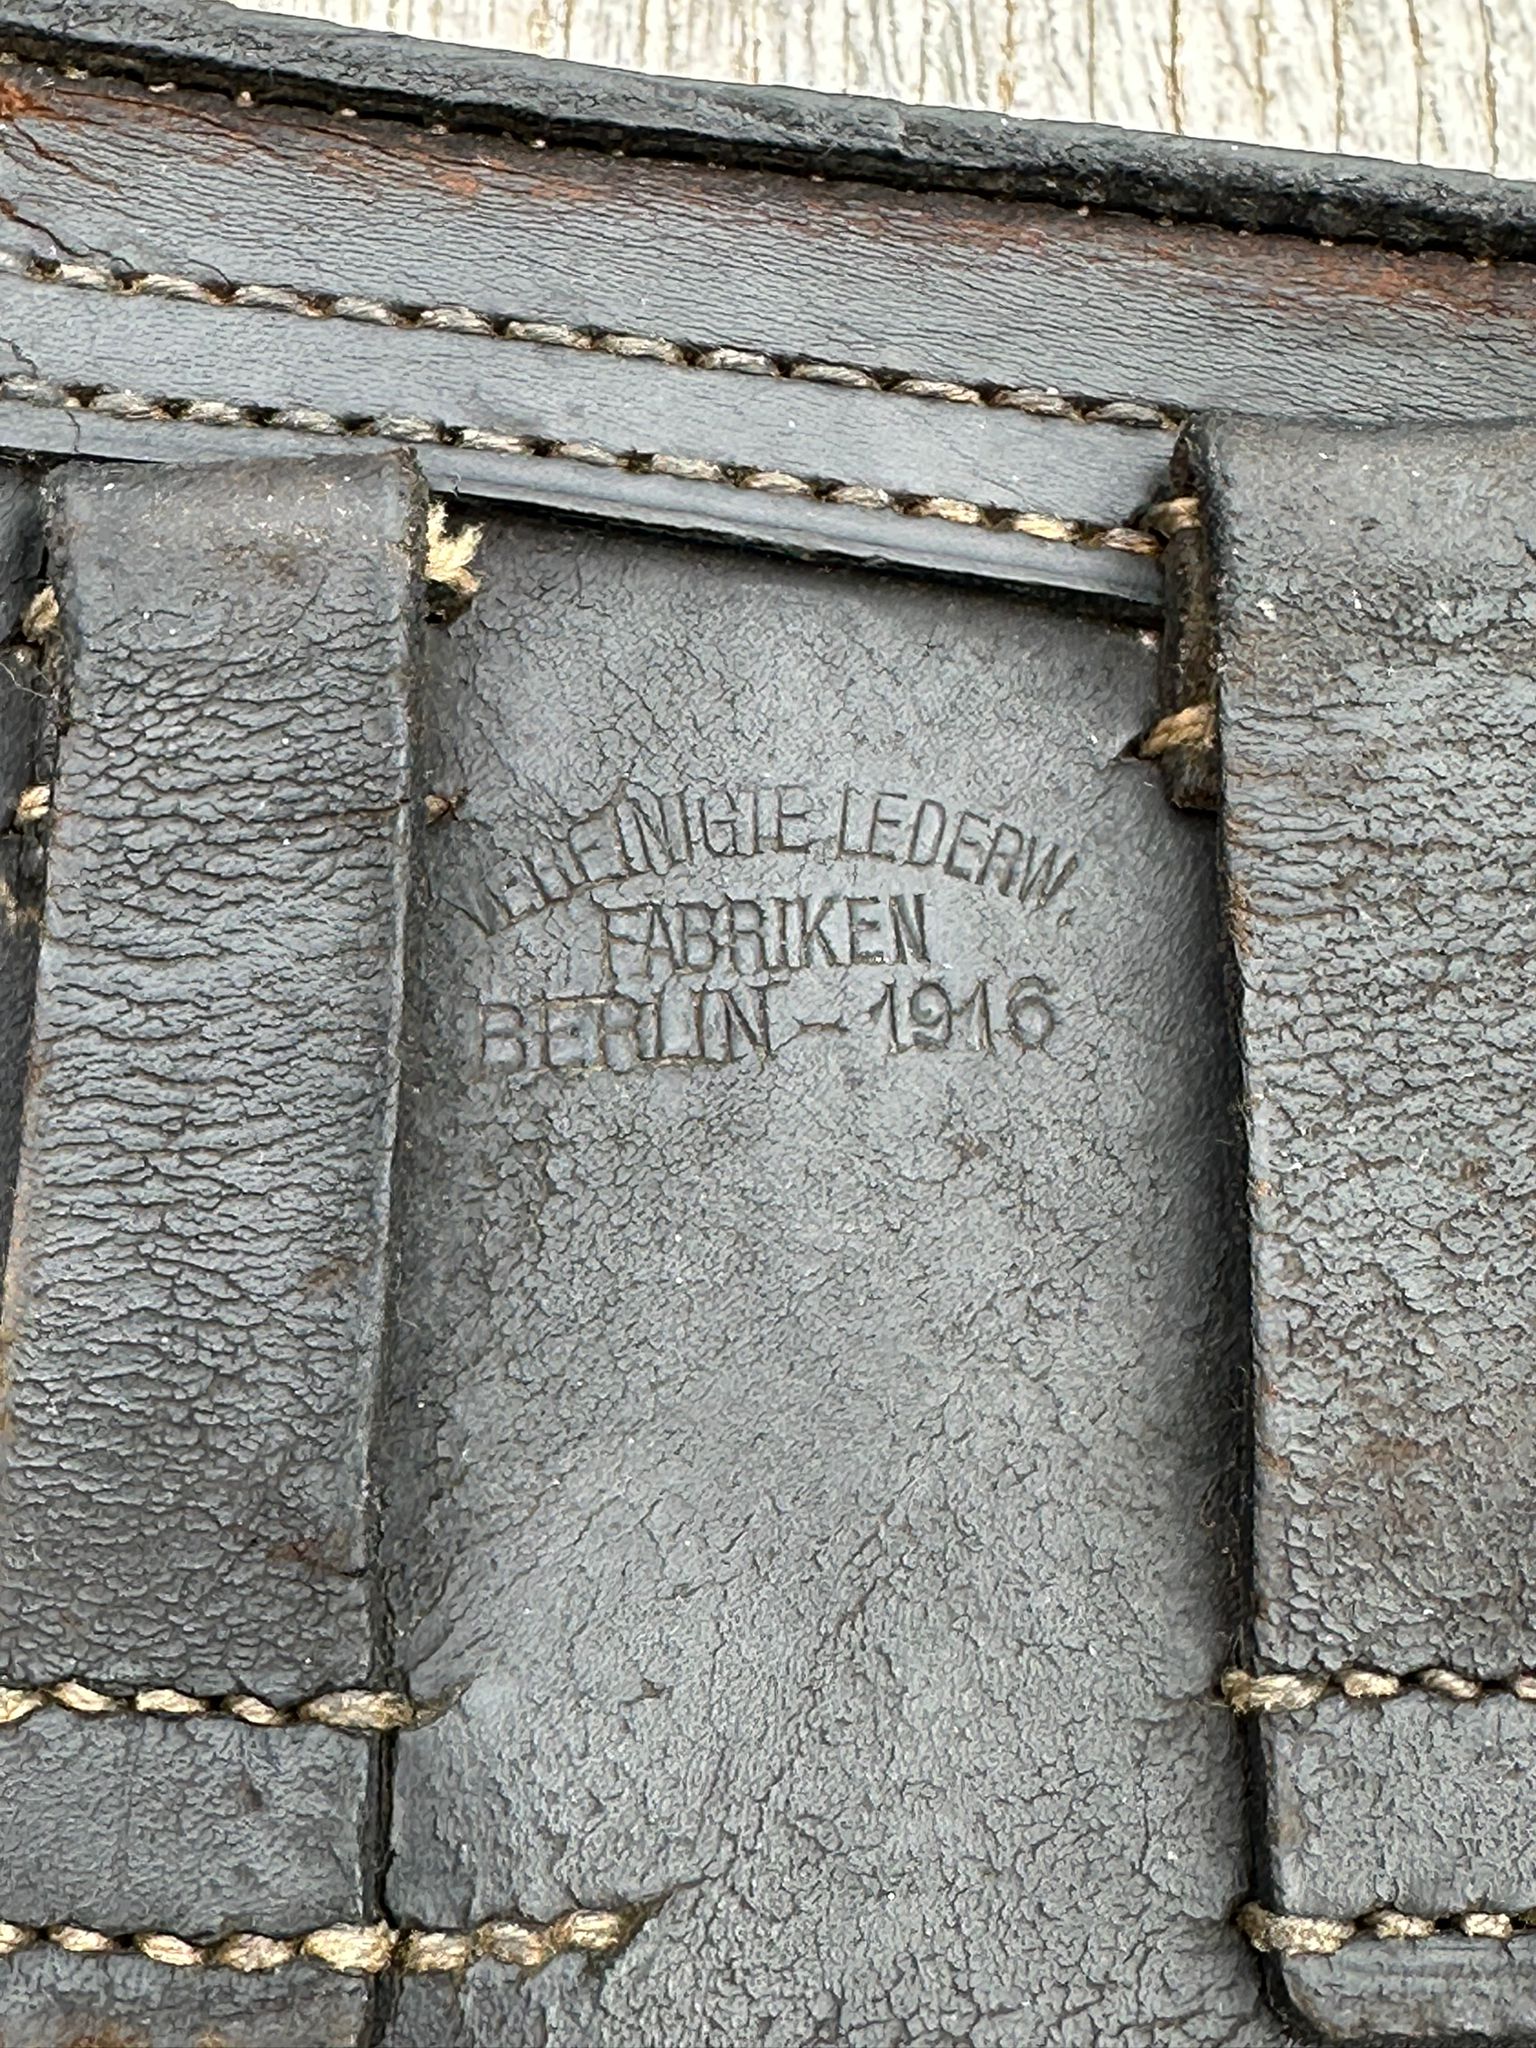 VEREINIGTE LEDERW.
FABRIKEN
BERLIN - 1916